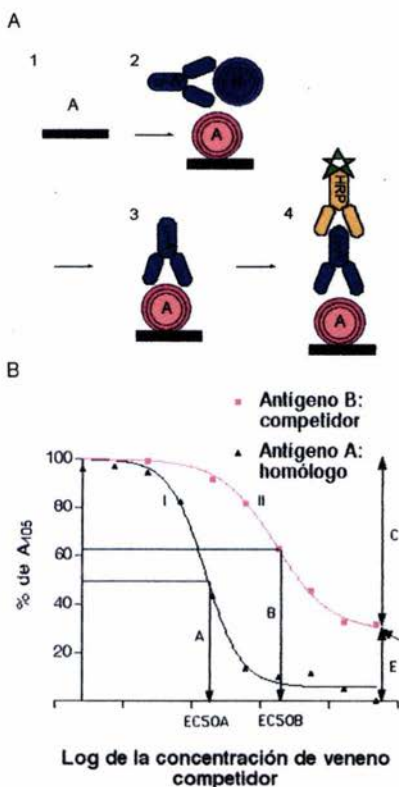 A
1
2
A
A
3
4
HRP
A
A
B
Antígeno B:
competidor
Antígeno A:
homólogo
100
80
60
40
20
% de A405
I
II
A
B
C
E
EC50A
EC50B
Log de la concentración de veneno
competidor